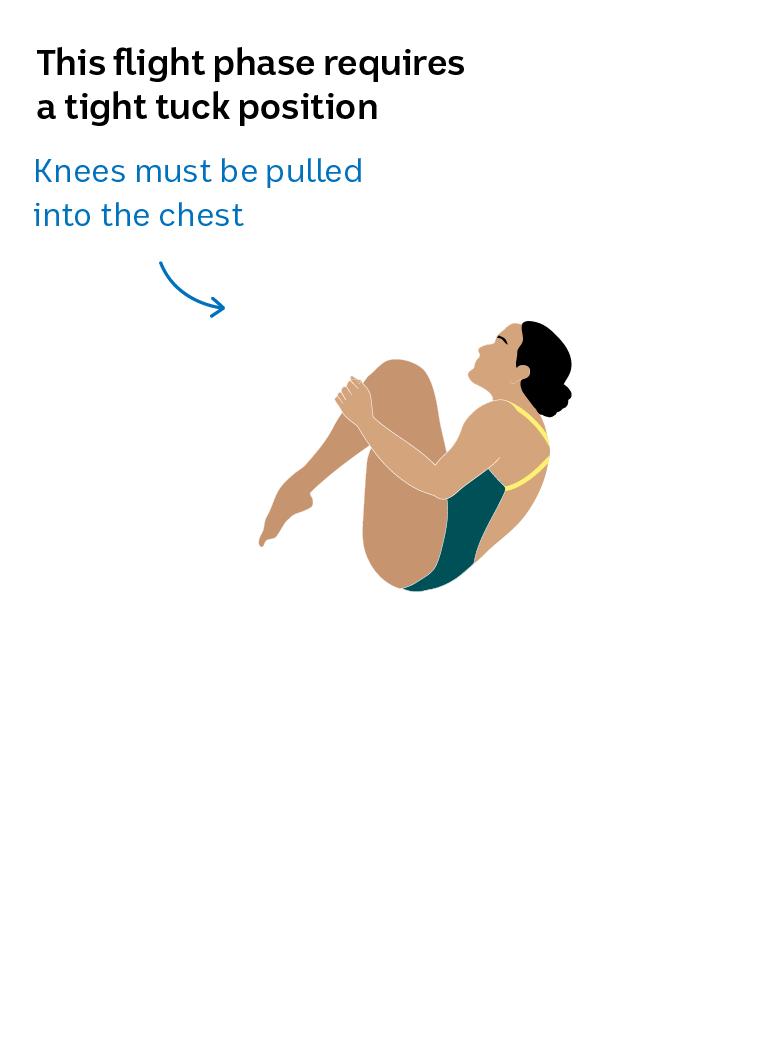 This flight phase requires
a tight tuck position
Knees must be pulled
into the chest